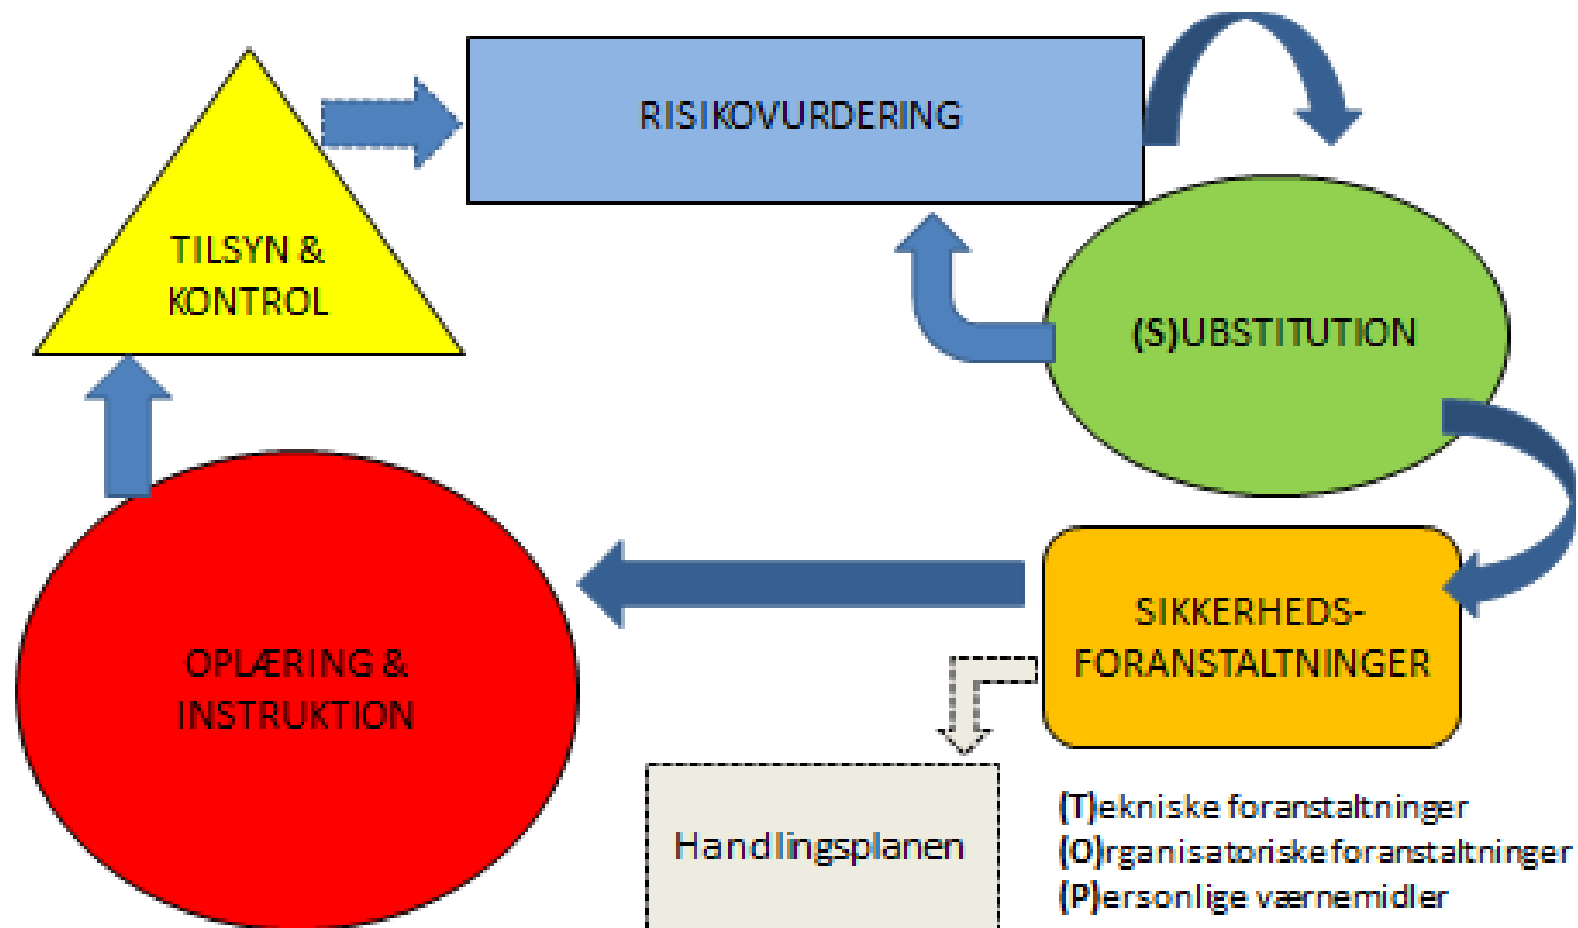 RISIKOVURDERING
TILSYN &
KONTROL
(S)UBSTITUTION
SIKKERHEDS-
FORANSTALTNINGER
OPLÆRING &
INSTRUKTION
Handlingsplanen
(T)ekniske foranstaltninger
(O)rganisatoriske foranstaltninger
(P)ersonlige værnemidler